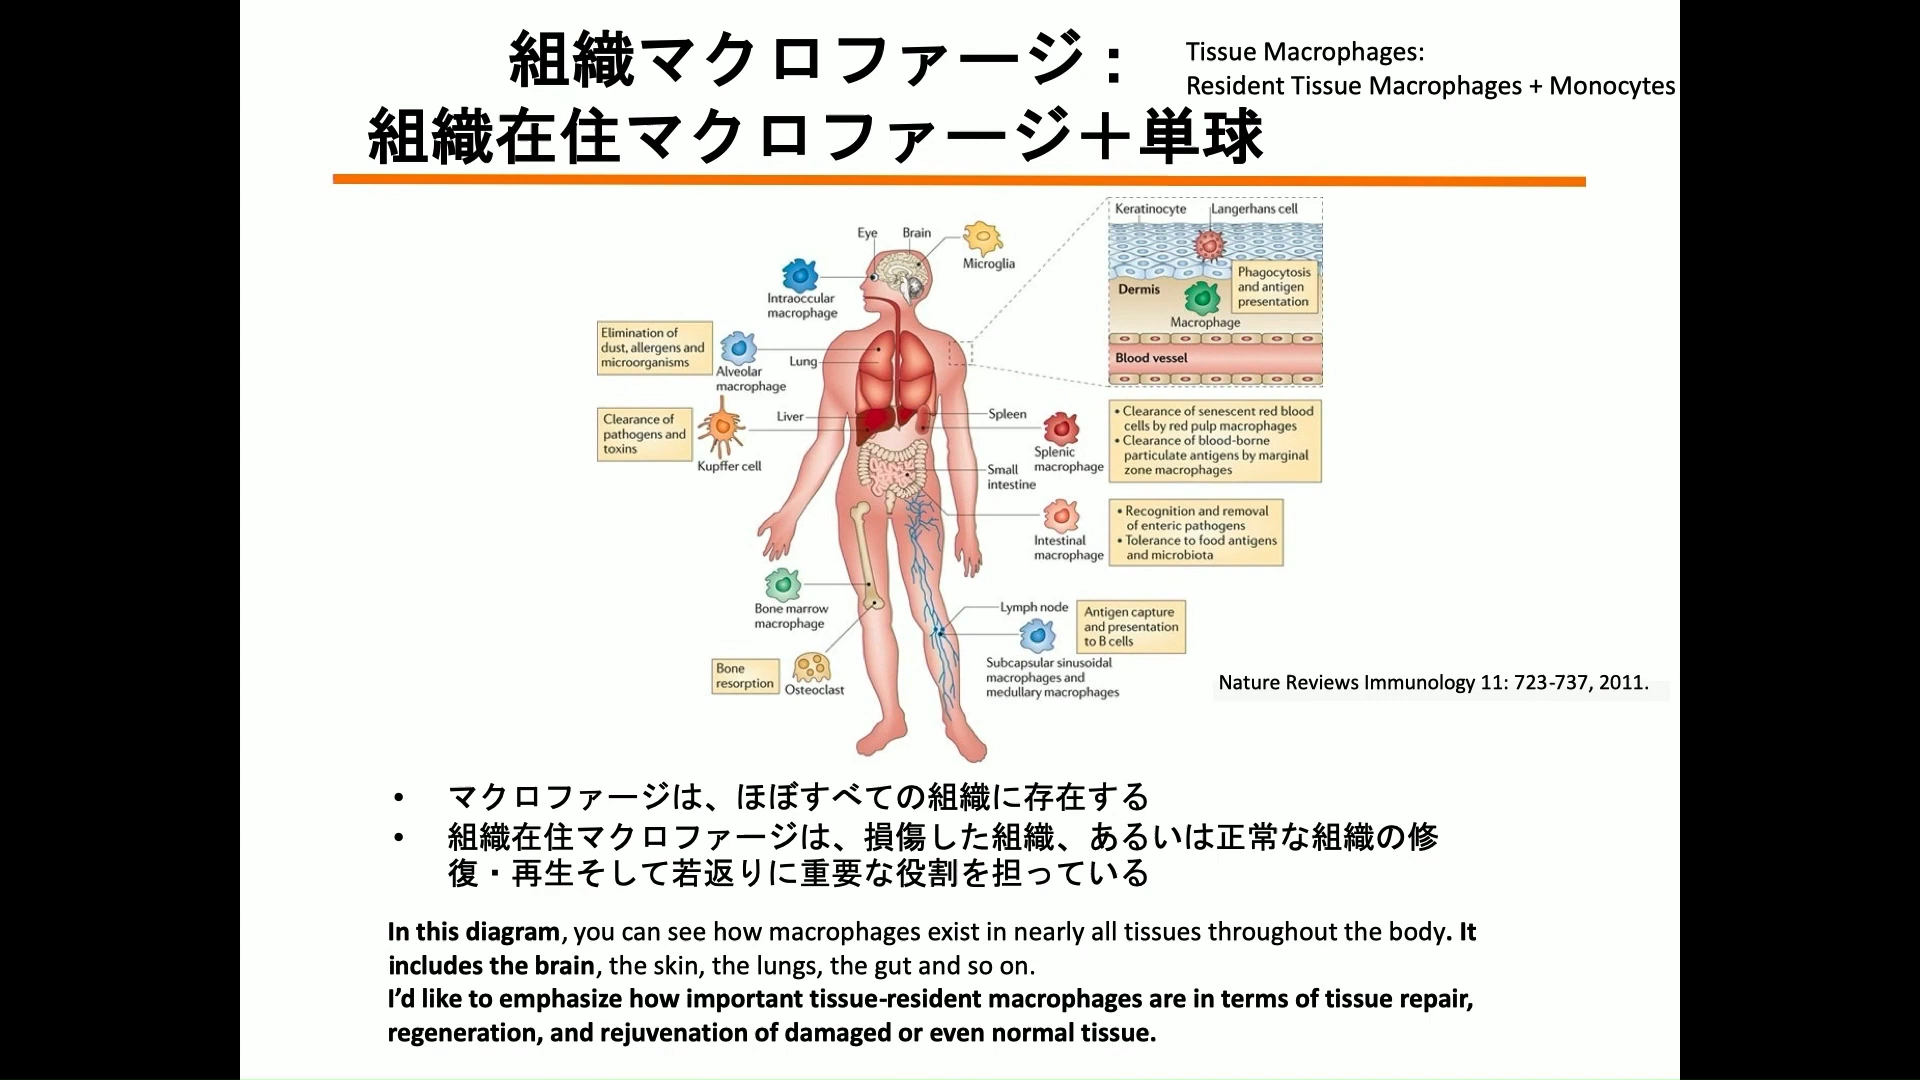 組織マクロファージ：
組織在住マクロファージ＋単球
Tissue Macrophages:
Resident Tissue Macrophages + Monocytes
Eye
Brain
Microglia
Intraoccular
macrophage
Elimination of
dust, allergens and
microorganisms
Alveolar
macrophage
Lung
Clearance of
pathogens and
toxins
Kupffer cell
Liver
Spleen
Splenic
macrophage
• Clearance of senescent red blood
cells by red pulp macrophages
• Clearance of blood-borne
particulate antigens by marginal
zone macrophages
Small
intestine
Intestinal
macrophage
• Recognition and removal
of enteric pathogens
• Tolerance to food antigens
and microbiota
Keratinocyte
Langerhans cell
Phagocytosis
and antigen
presentation
Dermis
Macrophage
Blood vessel
Bone marrow
macrophage
Bone
resorption
Osteoclast
Lymph node
Antigen capture
and presentation
to B cells
Subcapsular sinusoidal
macrophages and
medullary macrophages
Nature Reviews Immunology 11: 723-737, 2011.
• マクロファージは、ほぼすべての組織に存在する
• 組織在住マクロファージは、損傷した組織、あるいは正常な組織の修
復・再生そして若返りに重要な役割を担っている
In this diagram, you can see how macrophages exist in nearly all tissues throughout the body. It
includes the brain, the skin, the lungs, the gut and so on.
I’d like to emphasize how important tissue-resident macrophages are in terms of tissue repair,
regeneration, and rejuvenation of damaged or even normal tissue.